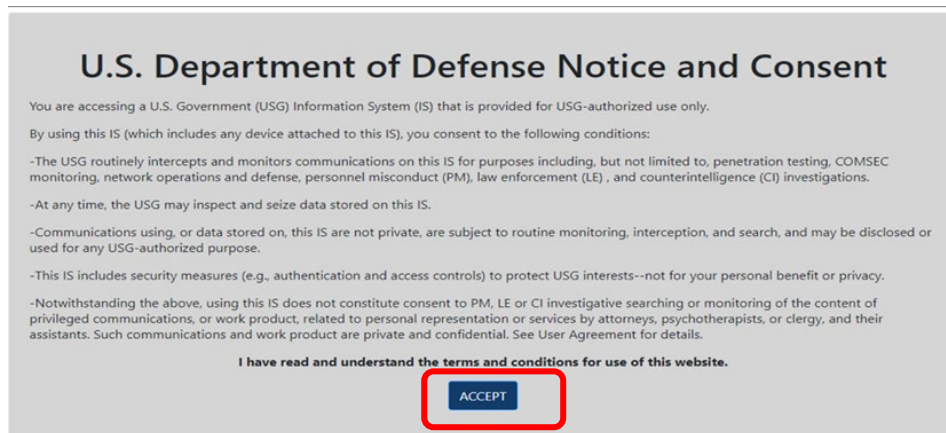 U.S. Department of Defense Notice and Consent
You are accessing a U.S. Government (USG) Information System (IS) that is provided for USG-authorized use only.
By using this IS (which includes any device attached to this IS), you consent to the following conditions:
-The USG routinely intercepts and monitors communications on this IS for purposes including, but not limited to, penetration testing, COMSEC
monitoring, network operations and defense, personnel misconduct (PM), law enforcement (LE) , and counterintelligence (CI) investigations.
-At any time, the USG may inspect and seize data stored on this IS.
-Communications using, or data stored on, this IS are not private, are subject to routine monitoring, interception, and search, and may be disclosed or
used for any USG-authorized purpose.
-This IS includes security measures (e.g., authentication and access controls) to protect USG interests--not for your personal benefit or privacy.
-Notwithstanding the above, using this IS does not constitute consent to PM, LE or CI investigative searching or monitoring of the content of
privileged communications, or work product, related to personal representation or services by attorneys, psychotherapists, or clergy, and their
assistants. Such communications and work product are private and confidential. See User Agreement for details.
I have read and understand the terms and conditions for use of this website.
ACCEPT